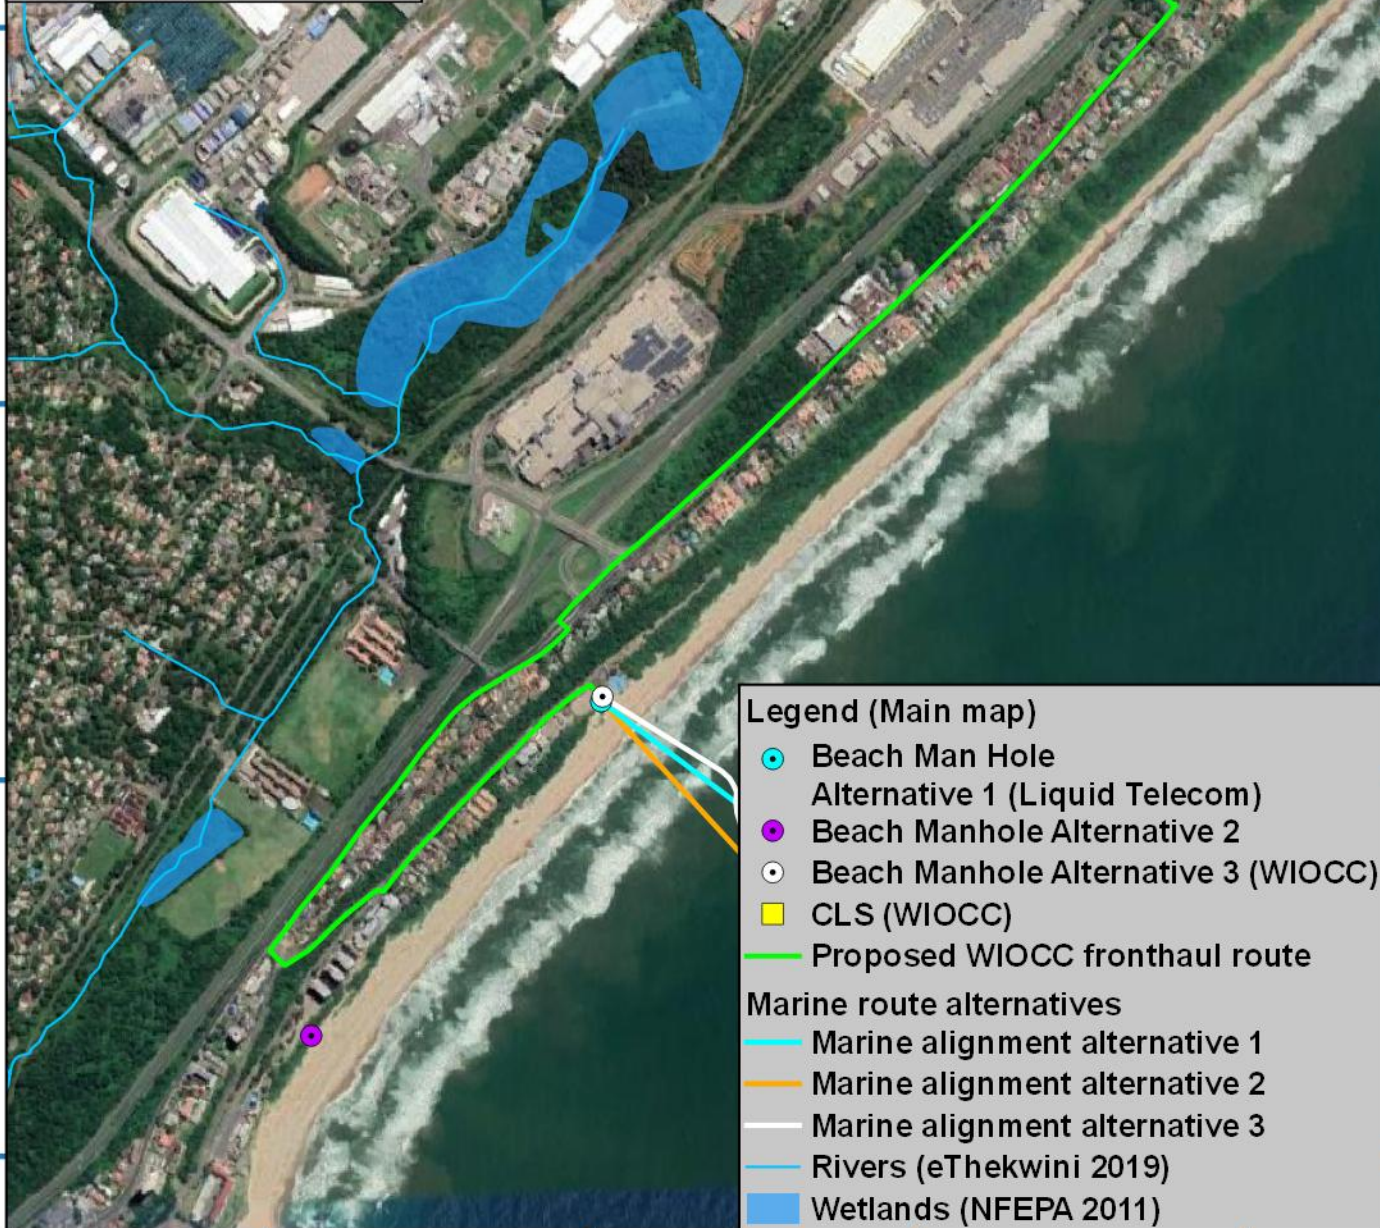 Legend (Main map)
Beach Man Hole
Alternative 1 (Liquid Telecom)
Beach Manhole Alternative 2
Beach Manhole Alternative 3 (WIOCC)
CLS (WIOCC)
Proposed WIOCC fronthaul route
Marine route alternatives
Marine alignment alternative 1
Marine alignment alternative 2
Marine alignment alternative 3
Rivers (eThekwini 2019)
Wetlands (NFEPA 2011)